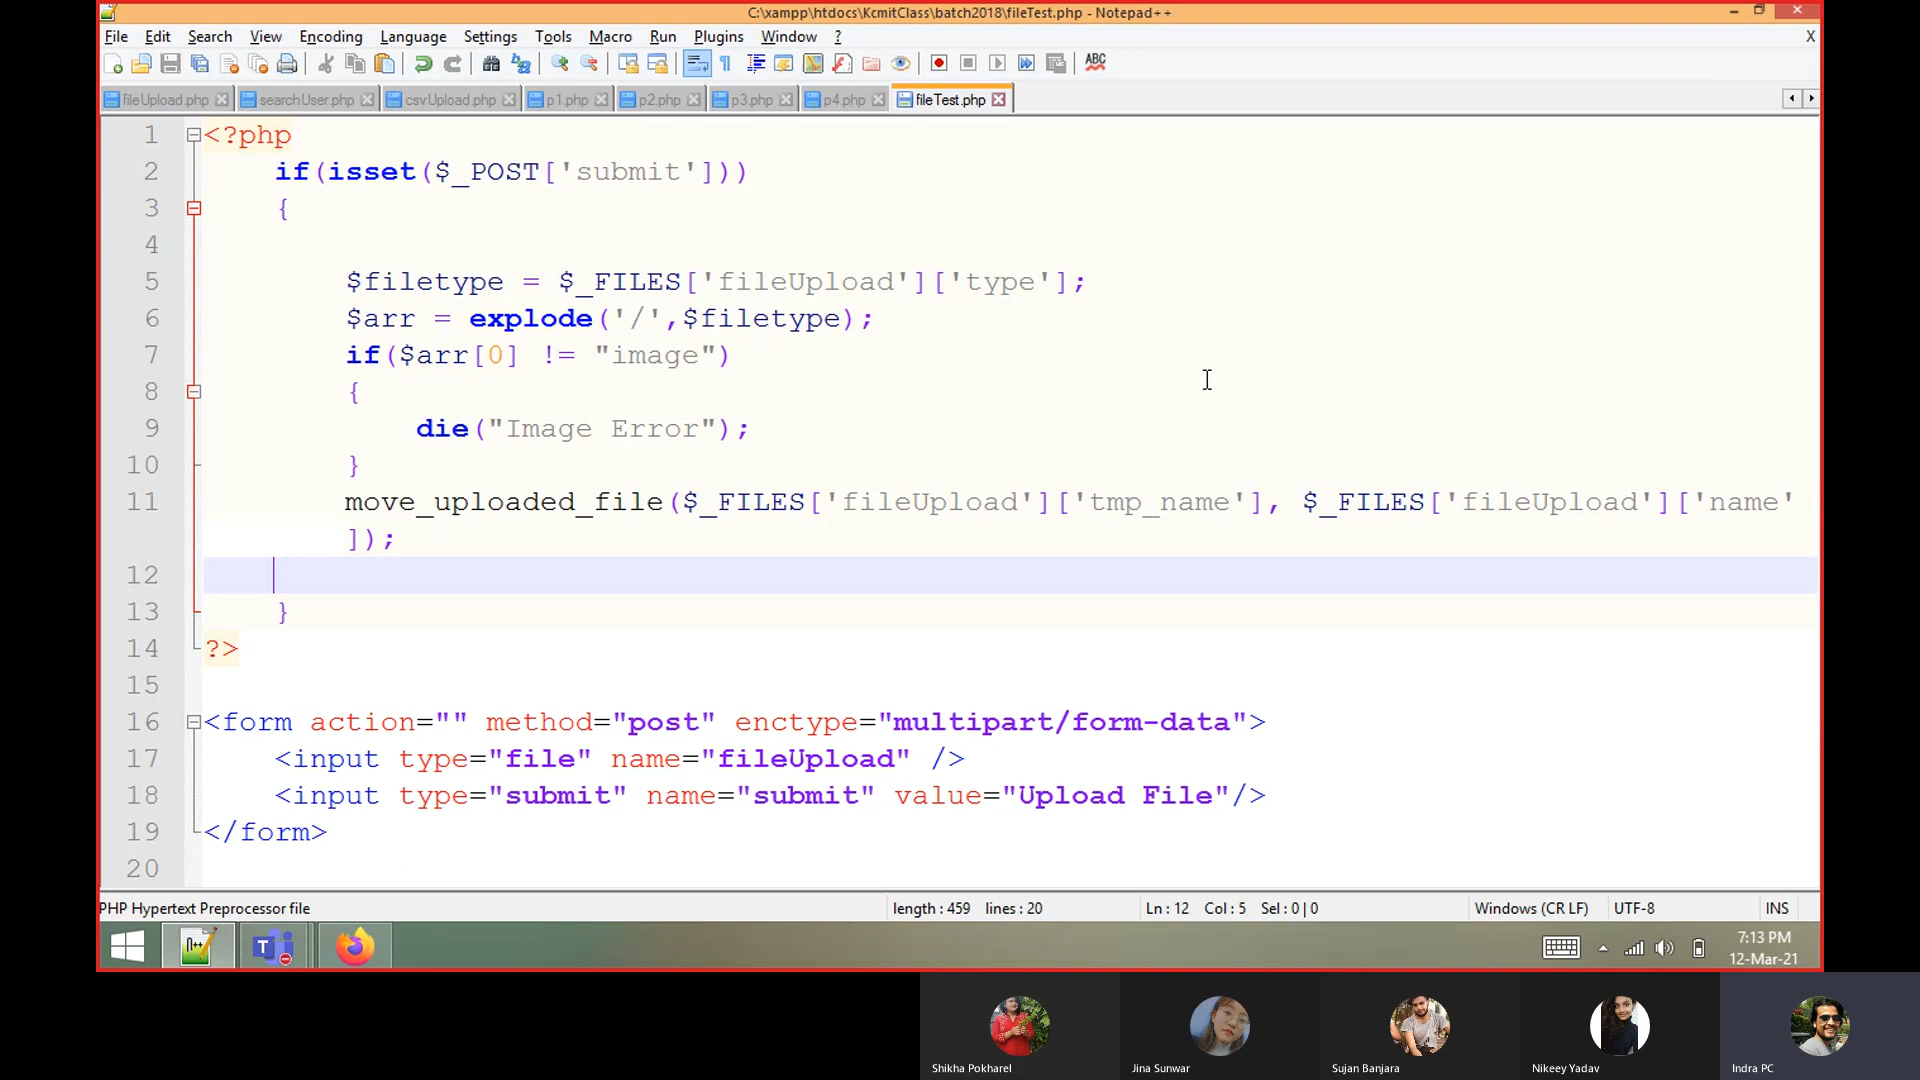 C:\xampp\htdocs\KcmitClass\batch2018\fileTest.php - Notepad++
File Edit Search View Encoding Language Settings Tools Macro Run Plugins Window ? X
ABC
fileUpload.php searchUser.php csvUpload.php p1.php p2.php p3.php p4.php fileTest.php
1 <?php
2 if(isset($_POST['submit']))
3 {
4
5 $filetype = $_FILES['fileUpload']['type'];
6 $arr = explode('/',$filetype);
7 if($arr[0] != "image")
8 {
9 die("Image Error");
10 }
11 move_uploaded_file($_FILES['fileUpload']['tmp_name'], $_FILES['fileUpload']['name'
]);
12
13 }
14 ?>
15
16 <form action="" method="post" enctype="multipart/form-data">
17 <input type="file" name="fileUpload" />
18 <input type="submit" name="submit" value="Upload File"/>
19 </form>
20
PHP Hypertext Preprocessor file length : 459 lines : 20 Ln : 12 Col : 5 Sel : 0 | 0 Windows (CR LF) UTF-8 INS
7:13 PM
12-Mar-21
Shikha Pokharel Jina Sunwar Sujan Banjara Nikeey Yadav Indra PC